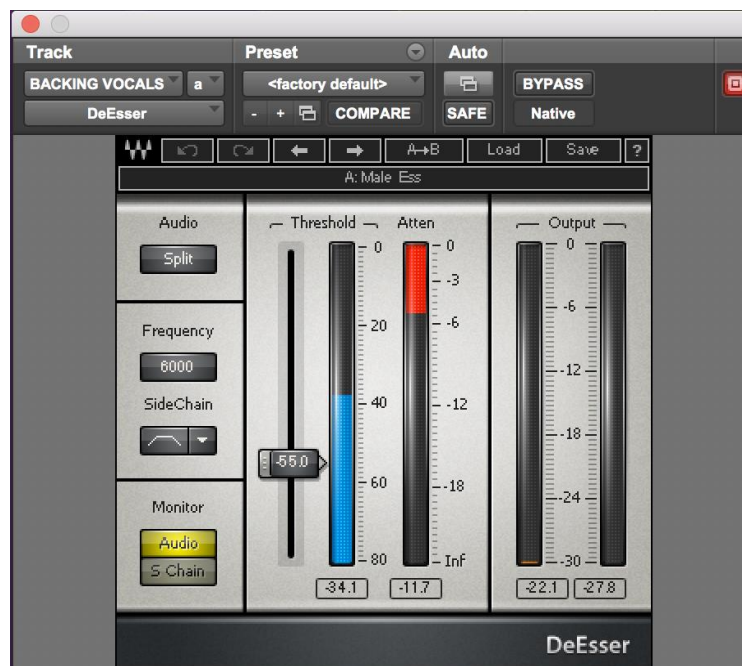 Track Preset Auto
BACKING VOCALS a <factory default> BYPASS
DeEsser - + COMPARE SAFE Native
A→B Load Save ?
A: Male Ess
Audio
Split
Frequency
6000
SideChain
Monitor
Audio
S-Chain
Threshold Atten
-55.0
0
20
40
60
80
-34.1
0
-3
-6
-12
-18
Inf
-11.7
Output
0
-6
-12
-18
-24
-30
-22.1 -27.8
DeEsser